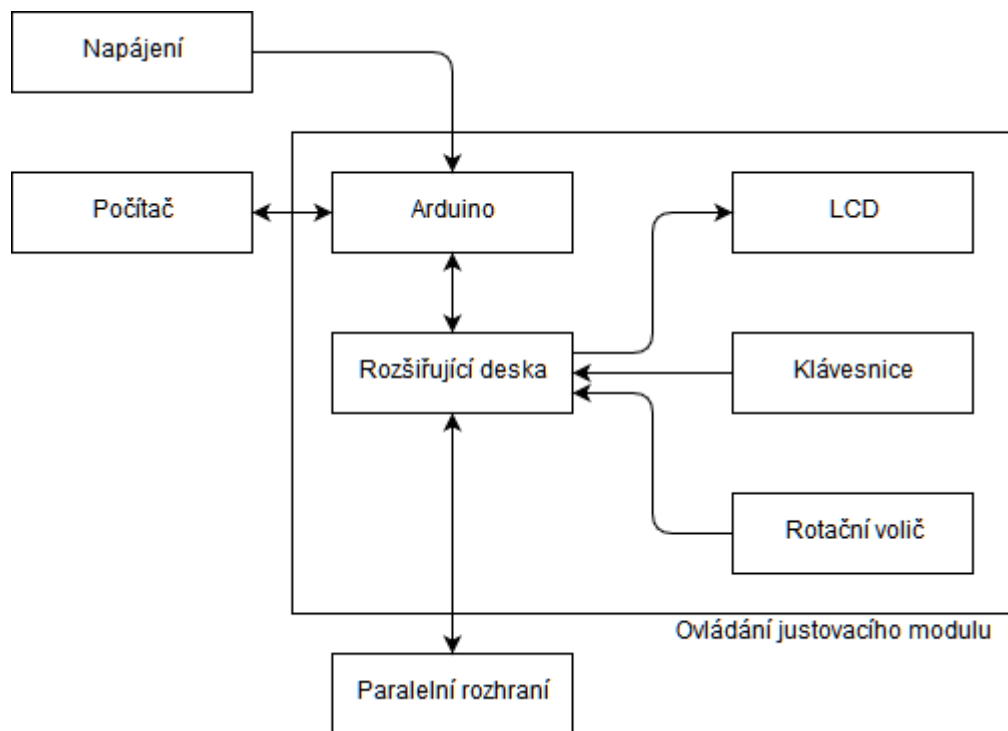 Napájení
Počítač
Arduino
LCD
Rozšiřující deska
Klávesnice
Rotační volič
Ovládání justovacího modulu
Paralelní rozhraní